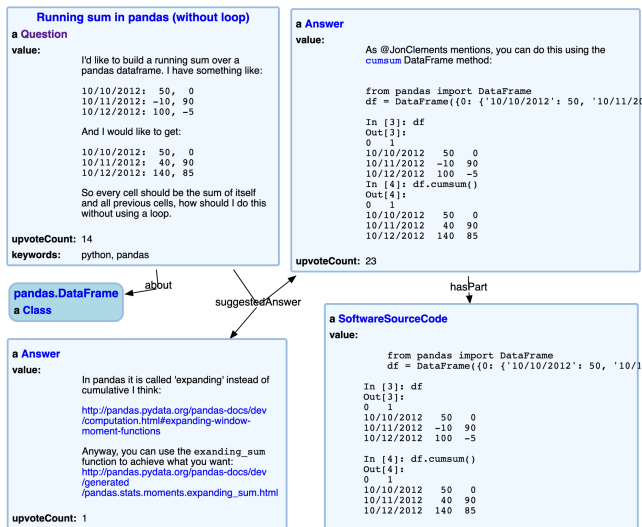 Running sum in pandas (without loop)
a Question
value:
I'd like to build a running sum over a
pandas dataframe. I have something like:
10/10/2012:  50,  0
10/11/2012: -10, 90
10/12/2012: 100, -5
And I would like to get:
10/10/2012:  50,  0
10/11/2012:  40, 90
10/12/2012: 140, 85
So every cell should be the sum of itself
and all previous cells, how should I do this
without using a loop.
upvoteCount: 14
keywords: python, pandas
a Answer
value:
As @JonClements mentions, you can do this using the
cumsum DataFrame method:
from pandas import DataFrame
df = DataFrame({0: {'10/10/2012': 50, '10/11/20
In [3]: df
Out[3]:
0   1
10/10/2012   50   0
10/11/2012  -10  90
10/12/2012  100  -5
In [4]: df.cumsum()
Out[4]:
0   1
10/10/2012   50   0
10/11/2012   40  90
10/12/2012  140  85
upvoteCount: 23
about
suggestedAnswer
hasPart
pandas.DataFrame
a Class
a Answer
value:
In pandas it is called 'expanding' instead of
cumulative I think:
http://pandas.pydata.org/pandas-docs/dev
/computation.html#expanding-window-
moment-functions
Anyway, you can use the exanding_sum
function to achieve what you want:
http://pandas.pydata.org/pandas-docs/dev
/generated
/pandas.stats.moments.expanding_sum.html
upvoteCount: 1
a SoftwareSourceCode
value:
from pandas import DataFrame
df = DataFrame({0: {'10/10/2012': 50, '10/1
In [3]: df
Out[3]:
0   1
10/10/2012   50   0
10/11/2012  -10  90
10/12/2012  100  -5
In [4]: df.cumsum()
Out[4]:
0   1
10/10/2012   50   0
10/11/2012   40  90
10/12/2012  140  85